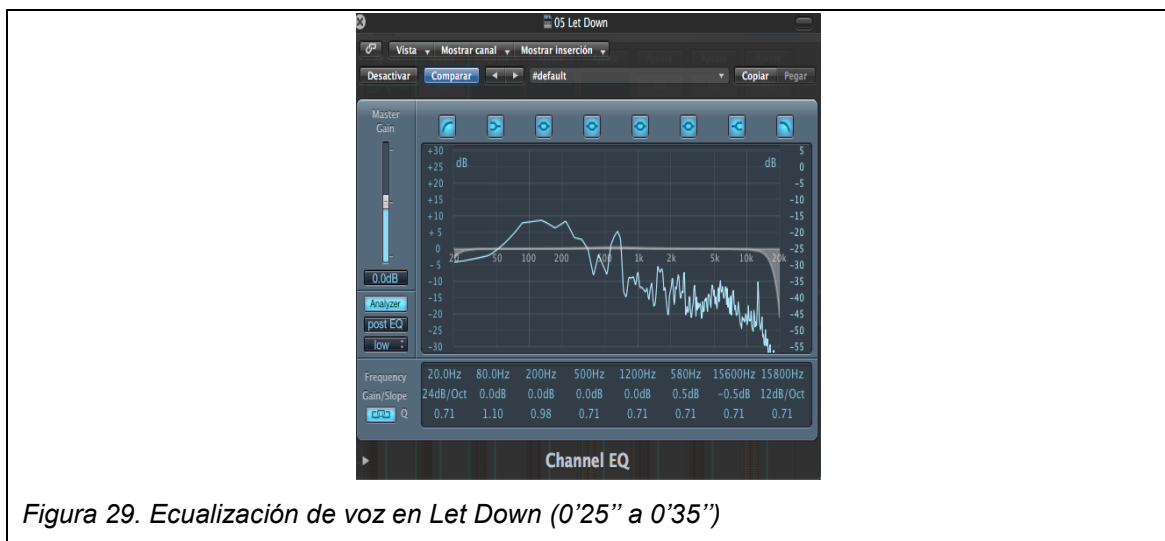 05 Let Down
Vista Mostrar canal Mostrar inserción
Desactivar Comparar #default Copiar Pegar
Master
Gain
+30 dB dB 5
+25 0
+20 -5
+15 -10
+10 -15
+5 -20
0 -25
20 50 100 200 500 1k 2k 5k 10k 20k
-5 -30
-10 -35
-15 -40
-20 -45
-25 -50
-30 -55
0.0dB
Analyzer
post EQ
low
Frequency 20.0Hz 80.0Hz 200Hz 500Hz 1200Hz 580Hz 15600Hz 15800Hz
Gain/Slope 24dB/Oct 0.0dB 0.0dB 0.0dB 0.0dB 0.5dB −0.5dB 12dB/Oct
Q 0.71 1.10 0.98 0.71 0.71 0.71 0.71 0.71
Channel EQ
Figura 29. Ecualización de voz en Let Down (0’25’’ a 0’35’’)